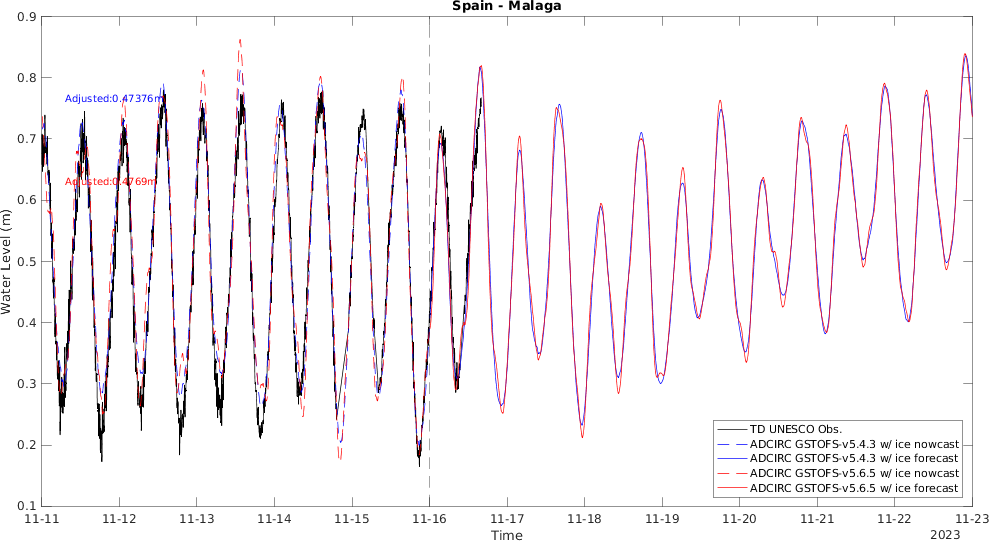 Spain - Malaga
0.9
0.8
0.7
0.6
0.5
0.4
0.3
0.2
0.1
Water Level (m)
Adjusted:0.47376m
Adjusted:0.4769m
TD UNESCO Obs.
ADCIRC GSTOFS-v5.4.3 w/ ice nowcast
ADCIRC GSTOFS-v5.4.3 w/ ice forecast
ADCIRC GSTOFS-v5.6.5 w/ ice nowcast
ADCIRC GSTOFS-v5.6.5 w/ ice forecast
11-11 11-12 11-13 11-14 11-15 11-16 11-17 11-18 11-19 11-20 11-21 11-22 11-23
Time
2023